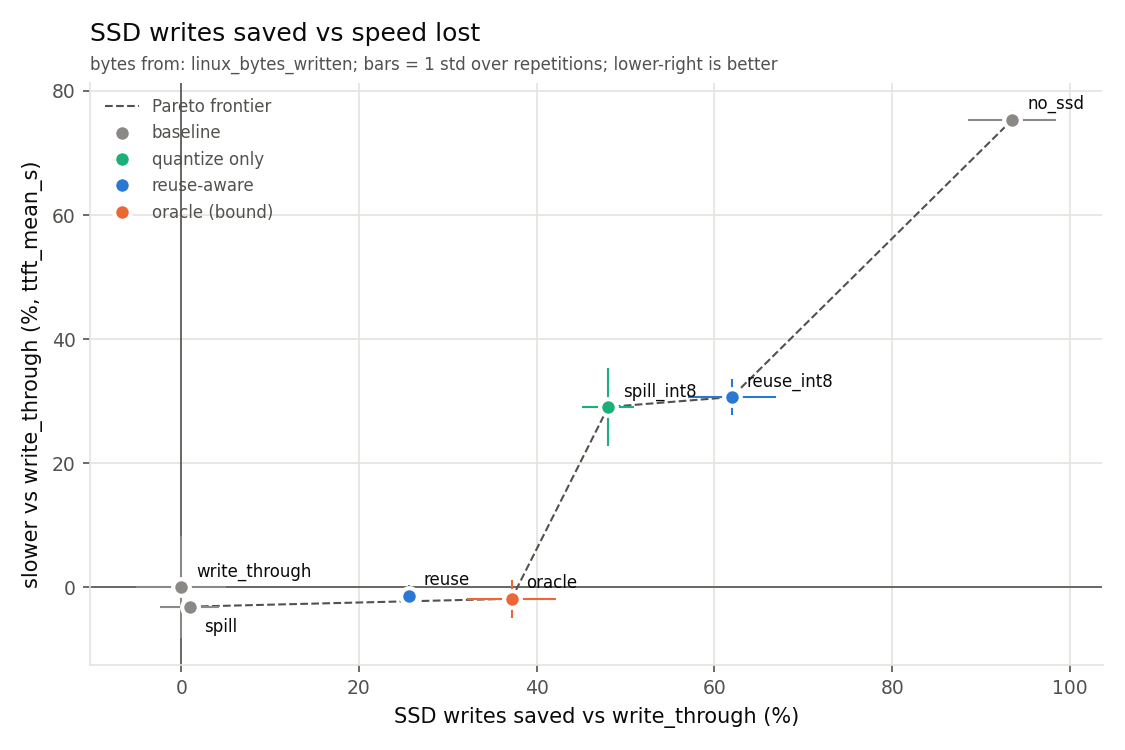 SSD writes saved vs speed lost
bytes from: linux_bytes_written; bars = 1 std over repetitions; lower-right is better
80
60
40
20
0
slower vs write_through (%, ttft_mean_s)
Pareto frontier
baseline
quantize only
reuse-aware
oracle (bound)
no_ssd
reuse_int8
spill_int8
write_through
reuse
oracle
spill
0
20
40
60
80
100
SSD writes saved vs write_through (%)